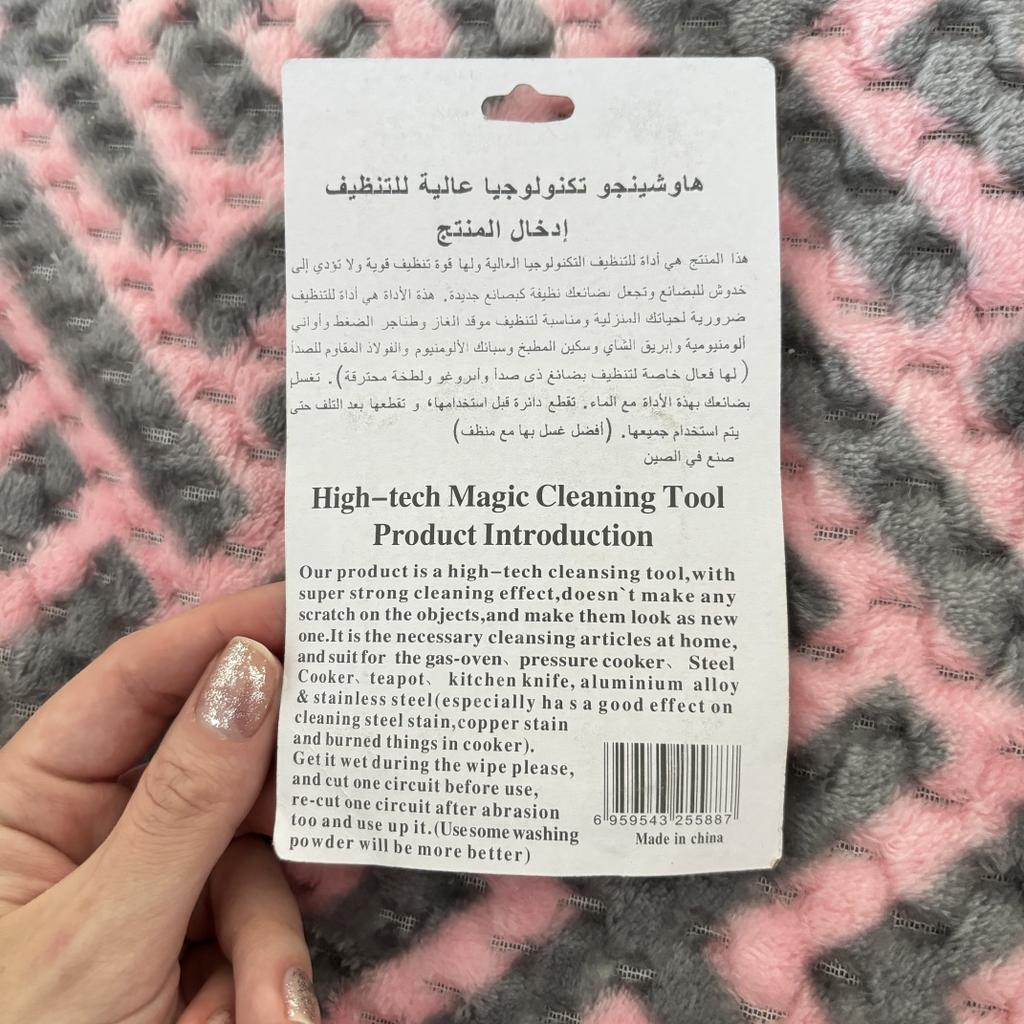 هاوشينجو تكنولوجيا عالية للتنظيف
إدخال المنتج
هذا المنتج هي أداة للتنظيف التكنولوجيا العالية ولها قوة تنظيف قوية ولا تؤدي إلى
خدوش للبضائع وتجعل بضائعك نظيفة كبضائع جديدة. هذة الأداة هي أداة للتنظيف
ضرورية لحياتك المنزلية ومناسبة لتنظيف موقد الغاز وطناجر الضغط وأواني
ألومنيومية وإبريق الشاي وسكين المطبخ وسبائك الألومنيوم والفولاذ المقاوم للصدأ
( لها فعال خاصة لتنظيف بضائع ذى صدأ ولطخة محترقة). تغسل
بضائعك بهذة الأداة مع الماء. تقطع دائرة قبل استخدامها، و تقطعها بعد التلف حتى
يتم استخدام جميعها. (أفضل غسل بها مع منظف)
صنع في الصين
High-tech Magic Cleaning Tool
Product Introduction
Our product is a high-tech cleansing tool,with
super strong cleaning effect,doesn`t make any
scratch on the objects,and make them look as new
one.It is the necessary cleansing articles at home,
and suit for the gas-oven、pressure cooker、Steel
Cooker、teapot、kitchen knife, aluminium alloy
& stainless steel(especially has a good effect on
cleaning steel stain,copper stain
and burned things in cooker).
Get it wet during the wipe please,
and cut one circuit before use,
re-cut one circuit after abrasion
too and use up it.(Use some washing
powder will be more better)
6 959543 255887
Made in china